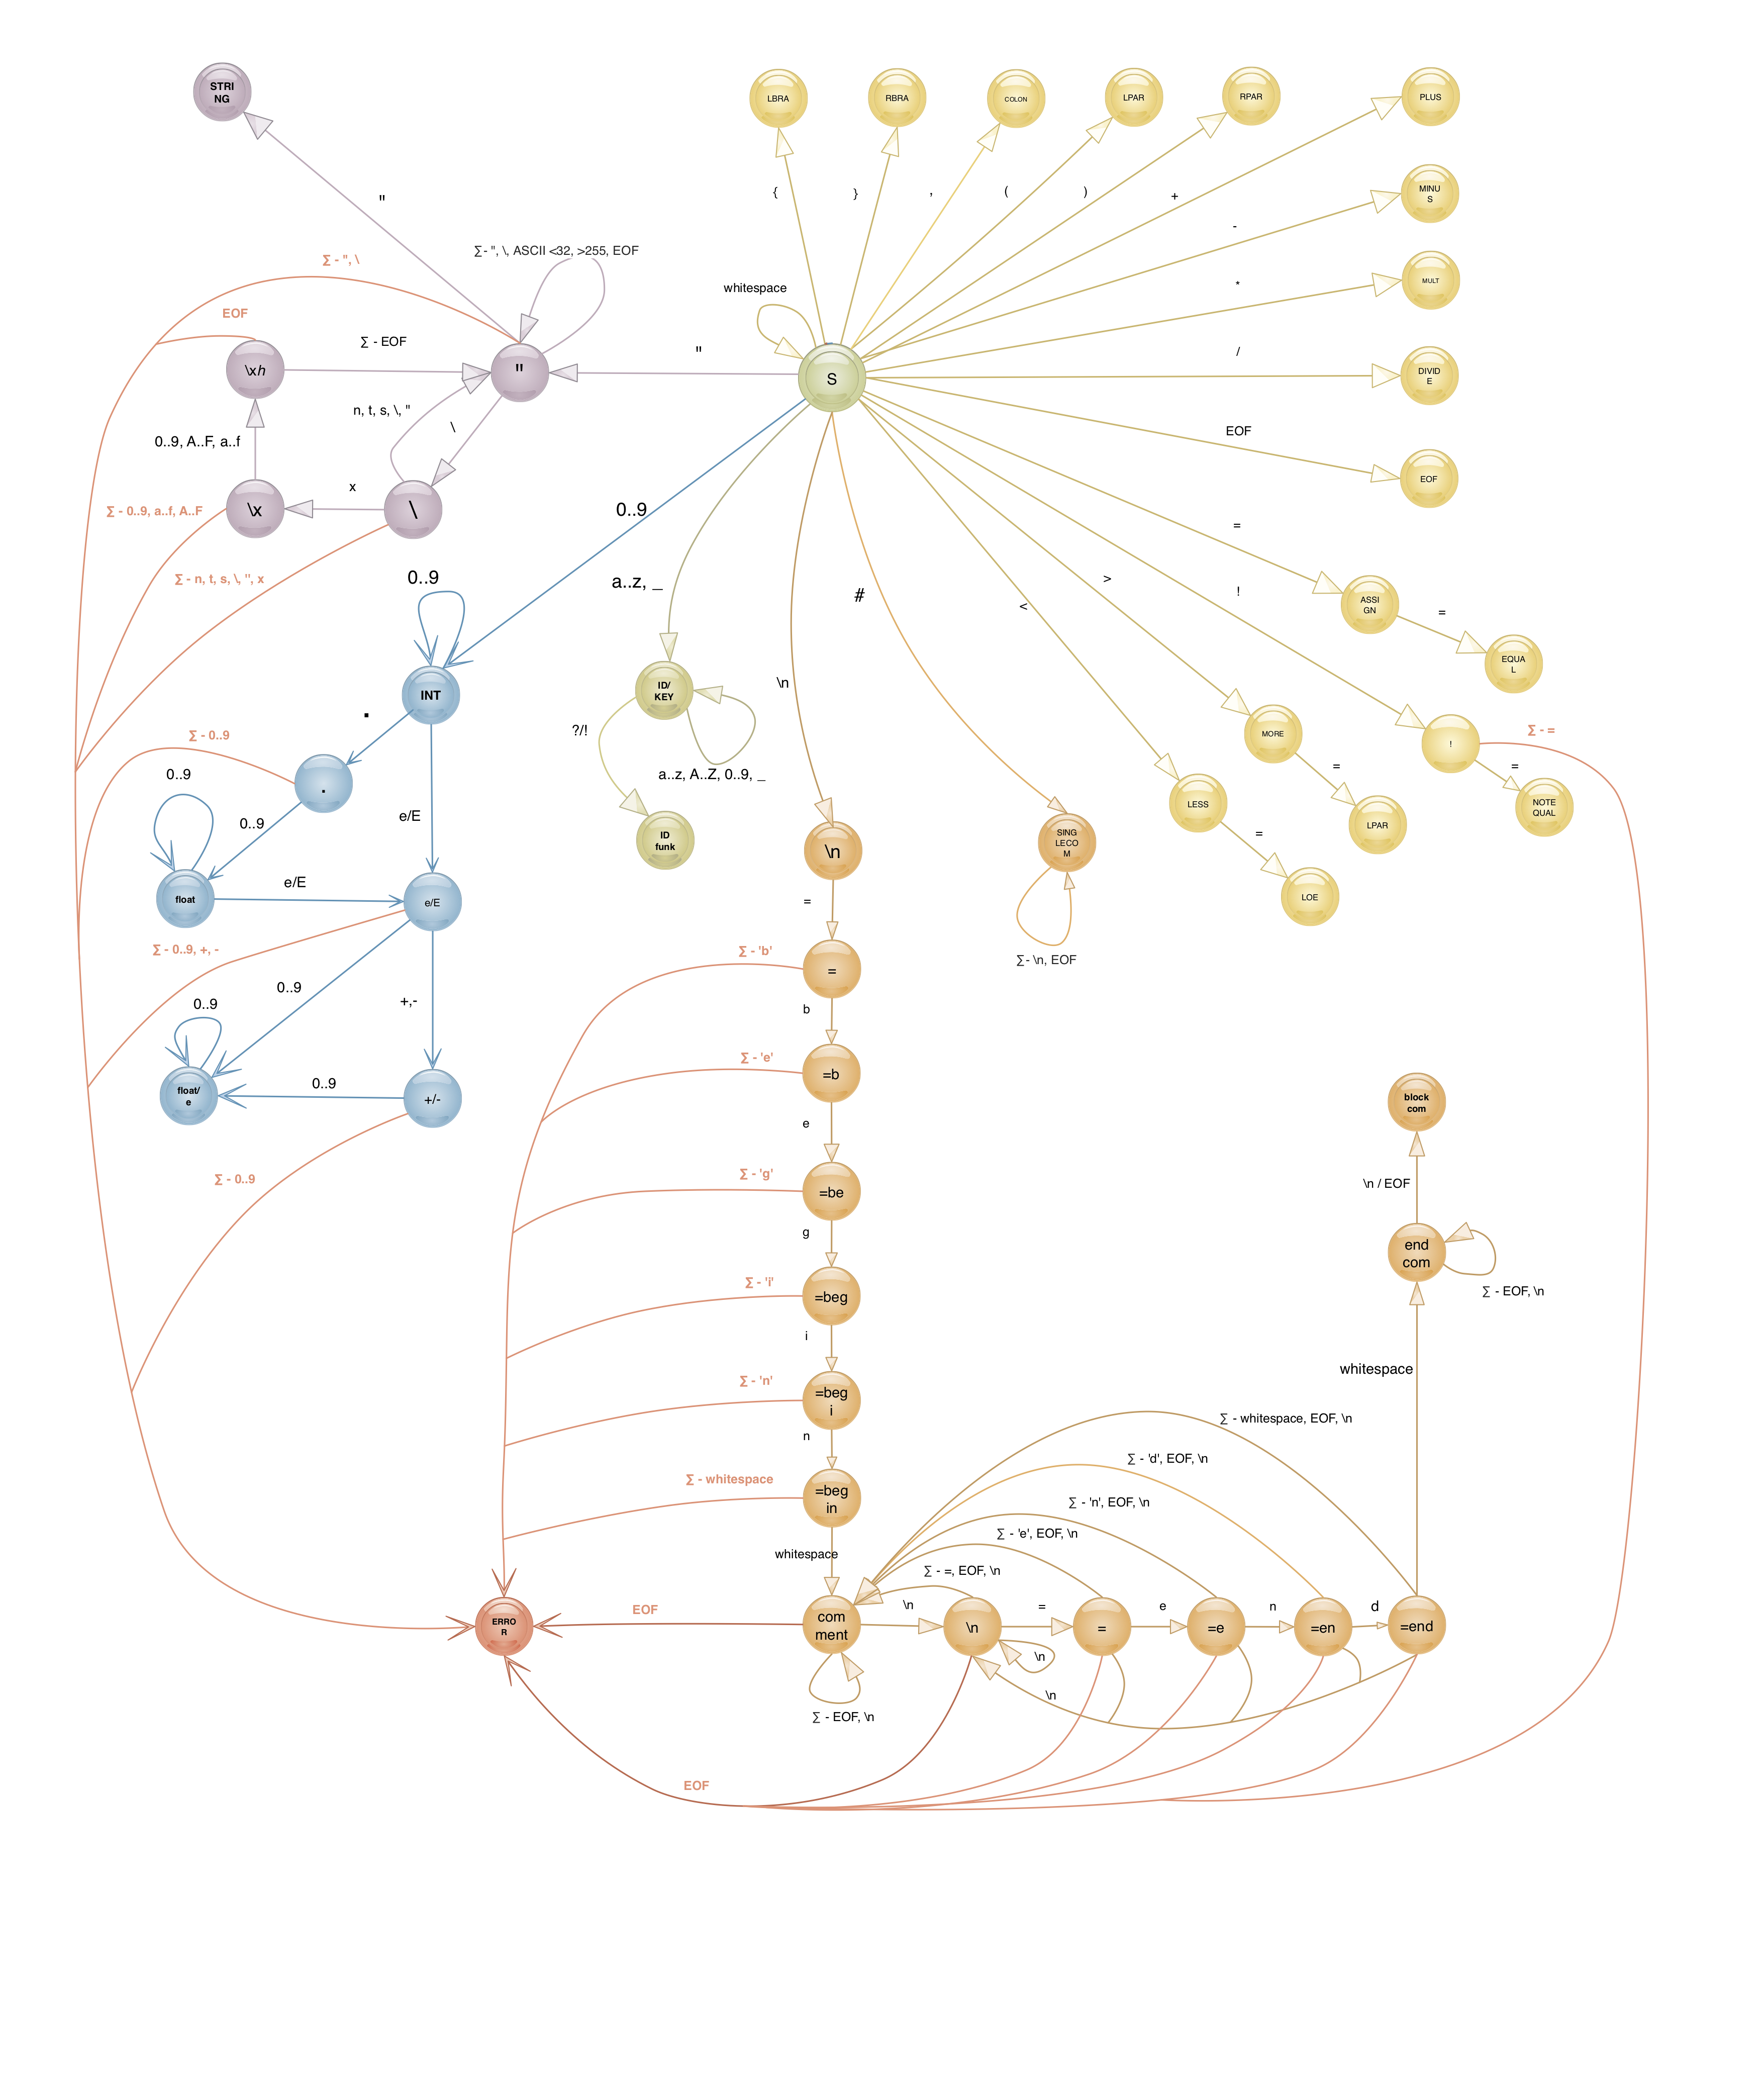 STRI
NG
LBRA
RBRA
COLON
LPAR
RPAR
PLUS
{
}
,
(
)
+
MINU
S
"
-
∑- ", \, ASCII <32, >255, EOF
∑ - ", \
whitespace
*
MULT
EOF
∑ - EOF
"
/
\xh
"
S
DIVID
E
n, t, s, \, "
\
0..9, A..F, a..f
EOF
EOF
x
∑ - 0..9, a..f, A..F
\x
\
0..9
=
∑ - n, t, s, \, ", x
0..9
a..z, _
#
<
>
!
ASSI
GN
=
EQUA
L
INT
ID/
KEY
\n
.
?/!
∑ - 0..9
MORE
!
∑ - =
0..9
.
a..z, A..Z, 0..9, _
=
=
0..9
e/E
ID
funk
\n
SING
LECO
M
LESS
=
LPAR
NOTE
QUAL
float
e/E
e/E
=
LOE
∑ - 0..9, +, -
∑ - 'b'
=
∑- \n, EOF
0..9
0..9
+,-
b
∑ - 'e'
=b
float/
e
0..9
+/-
e
block
com
∑ - 0..9
∑ - 'g'
=be
\n / EOF
g
end
com
∑ - 'i'
=beg
∑ - EOF, \n
i
∑ - 'n'
=beg
i
whitespace
n
∑ - whitespace, EOF, \n
∑ - whitespace
=beg
in
∑ - 'd', EOF, \n
∑ - 'n', EOF, \n
∑ - 'e', EOF, \n
whitespace
∑ - =, EOF, \n
ERRO
R
EOF
com
ment
\n
\n
=
=
e
=e
n
=en
d
=end
\n
\n
∑ - EOF, \n
EOF